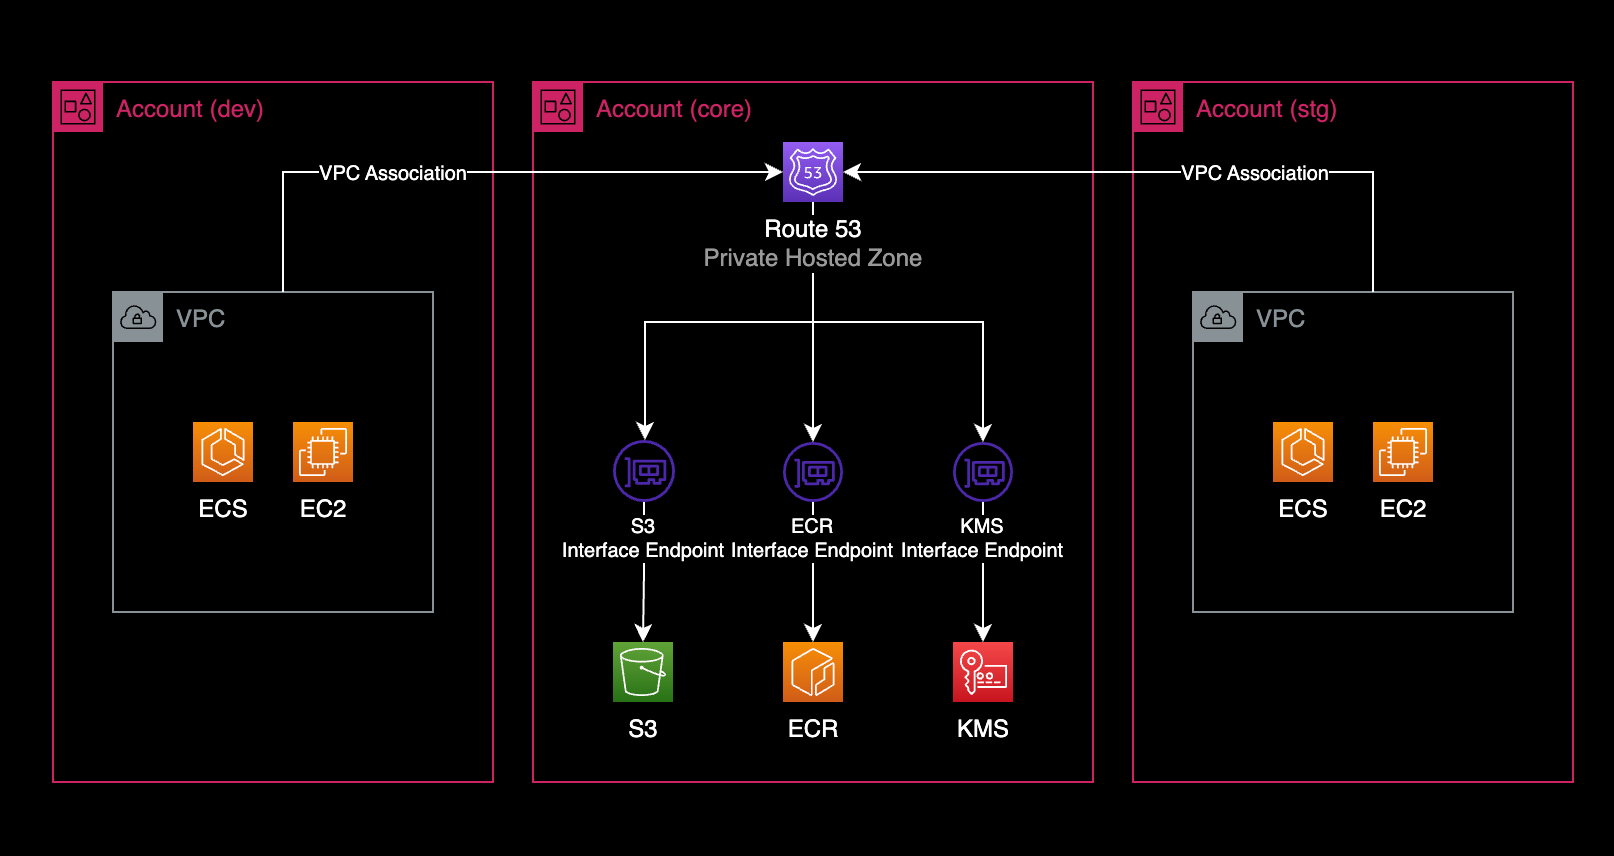 Account (dev)
Account (core)
Account (stg)
VPC Association
53
VPC Association
Route 53
Private Hosted Zone
VPC
VPC
ECS
EC2
S3
Interface Endpoint
ECR
Interface Endpoint
KMS
Interface Endpoint
ECS
EC2
S3
ECR
KMS